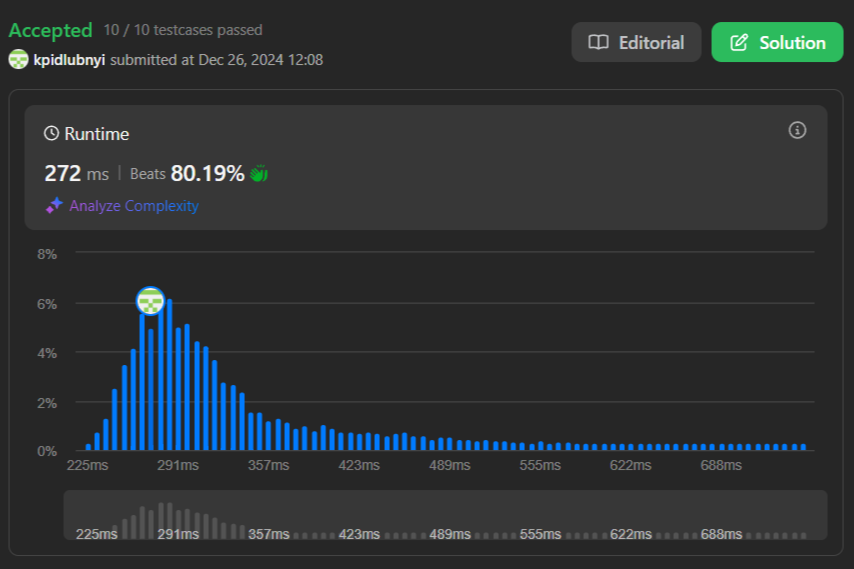 Accepted 10 / 10 testcases passed
kpidlubnyi submitted at Dec 26, 2024 12:08
Editorial
Solution
Runtime
272 ms | Beats 80.19%
Analyze Complexity
8%
6%
4%
2%
0%
225ms 291ms 357ms 423ms 489ms 555ms 622ms 688ms
225ms 291ms 357ms 423ms 489ms 555ms 622ms 688ms